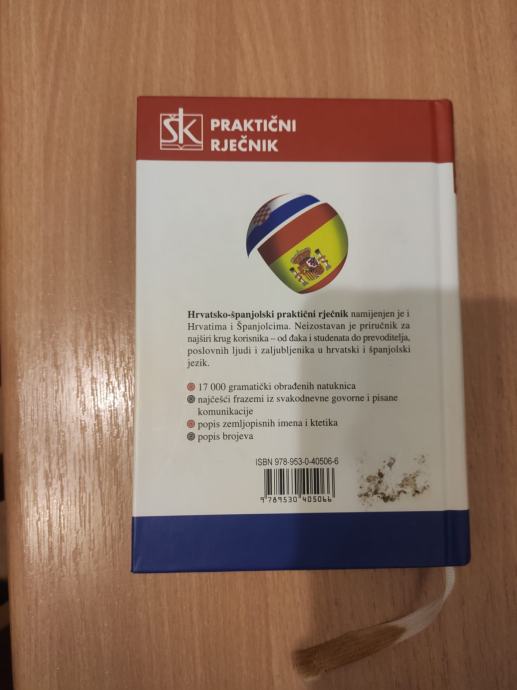 ŠK
PRAKTIČNI
RJEČNIK
Hrvatsko-španjolski praktični rječnik namijenjen je i
Hrvatima i Španjolcima. Neizostavan je priručnik za
najširi krug korisnika – od đaka i studenata do prevoditelja,
poslovnih ljudi i zaljubljenika u hrvatski i španjolski
jezik.
17 000 gramatički obrađenih natuknica
najčešći frazemi iz svakodnevne govorne i pisane
komunikacije
popis zemljopisnih imena i ktetika
popis brojeva
ISBN 978-953-0-40506-6
9 789530 405066